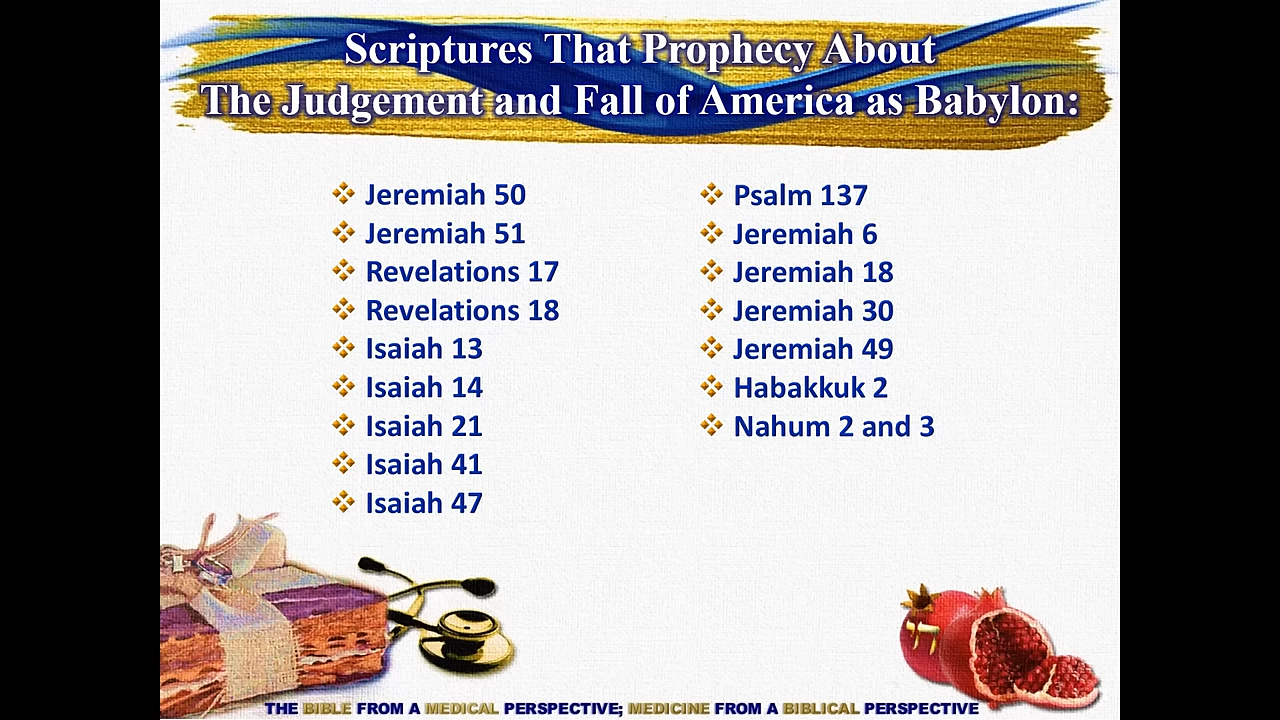 Scriptures That Prophecy About
The Judgement and Fall of America as Babylon:
Jeremiah 50
Jeremiah 51
Revelations 17
Revelations 18
Isaiah 13
Isaiah 14
Isaiah 21
Isaiah 41
Isaiah 47
Psalm 137
Jeremiah 6
Jeremiah 18
Jeremiah 30
Jeremiah 49
Habakkuk 2
Nahum 2 and 3
THE BIBLE FROM A MEDICAL PERSPECTIVE; MEDICINE FROM A BIBLICAL PERSPECTIVE